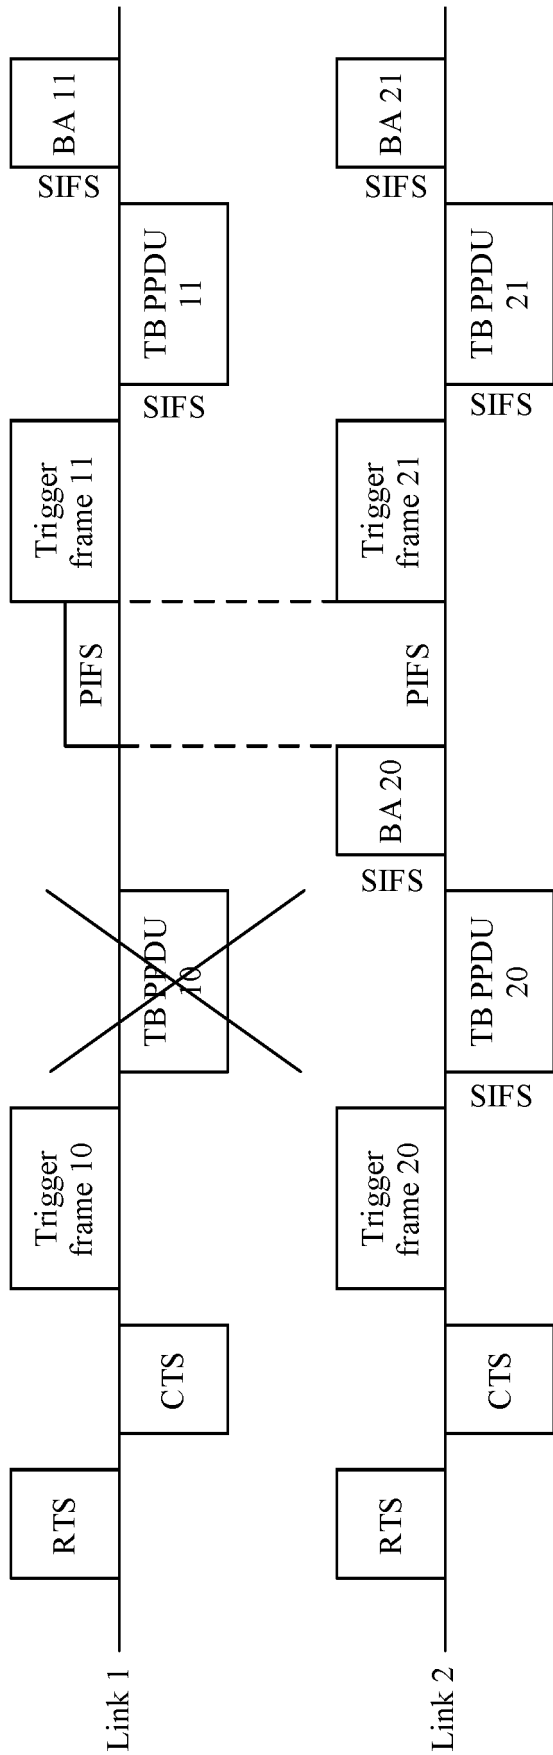 Link 1
RTS
CTS
Trigger
frame 10
TB PPDU
10
PIFS
Trigger
frame 11
SIFS
TB PPDU
11
SIFS
BA 11
Link 2
RTS
CTS
Trigger
frame 20
SIFS
TB PPDU
20
SIFS
BA 20
PIFS
Trigger
frame 21
SIFS
TB PPDU
21
SIFS
BA 21